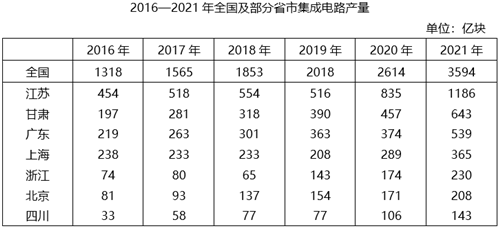 2016—2021 年全国及部分省市集成电路产量
单位：亿块
2016 年 2017 年 2018 年 2019 年 2020 年 2021 年
全国 1318 1565 1853 2018 2614 3594
江苏 454 518 554 516 835 1186
甘肃 197 281 318 390 457 643
广东 219 263 301 363 374 539
上海 238 233 233 208 289 365
浙江 74 80 65 143 174 230
北京 81 93 137 154 171 208
四川 33 58 77 77 106 143